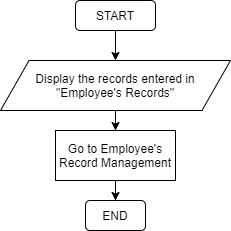 START
Display the records entered in
"Employee's Records"
Go to Employee's
Record Management
END